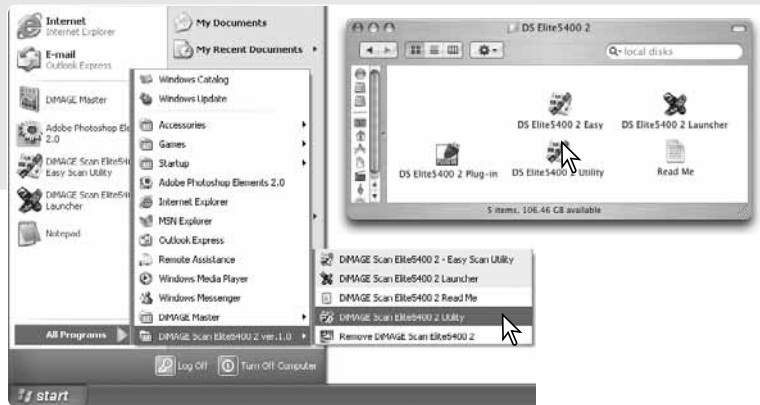 Internet
Internet Explorer
E-mail
Outlook Express
DiMAGE Master
Adobe Photoshop Ele
2.0
DiMAGE Scan Elite54
Easy Scan Utility
DiMAGE Scan Elite54
Launcher
Notepad
All Programs
My Documents
My Recent Documents
Windows Catalog
Windows Update
Accessories
Games
Startup
Adobe Photoshop Elements 2.0
Internet Explorer
MSN Explorer
Outlook Express
Remote Assistance
Windows Media Player
Windows Messenger
DiMAGE Master
DiMAGE Scan Elite5400 2 ver.1.0
DiMAGE Scan Elite5400 2 - Easy Scan Utility
DiMAGE Scan Elite5400 2 Launcher
DiMAGE Scan Elite5400 2 Read Me
DiMAGE Scan Elite5400 2 Utility
Remove DiMAGE Scan Elite5400 2
Log Off
Turn Off Computer
start
DS Elite5400 2
local disks
DS Elite5400 2 Easy
DS Elite5400 2 Launcher
DS Elite5400 2 Plug-in
DS Elite5400 2 Utility
Read Me
5 items, 106.46 GB available